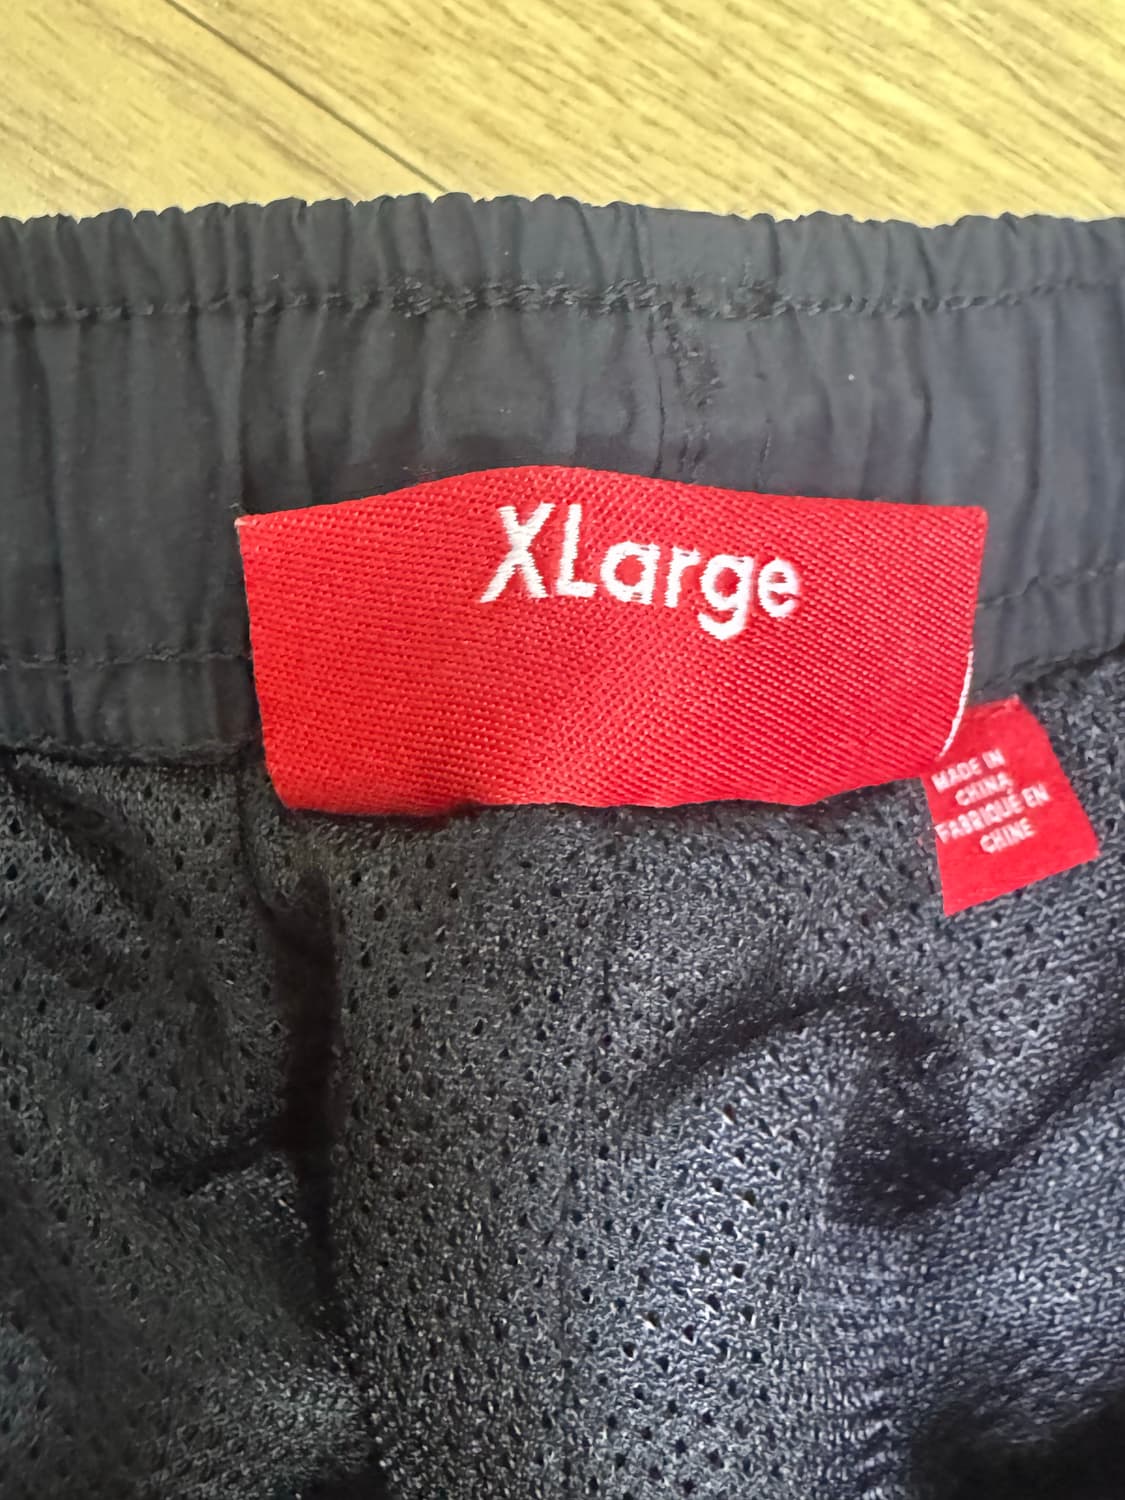 XLarge
MADE IN
CHINA
FABRIQUÉ EN
CHINE